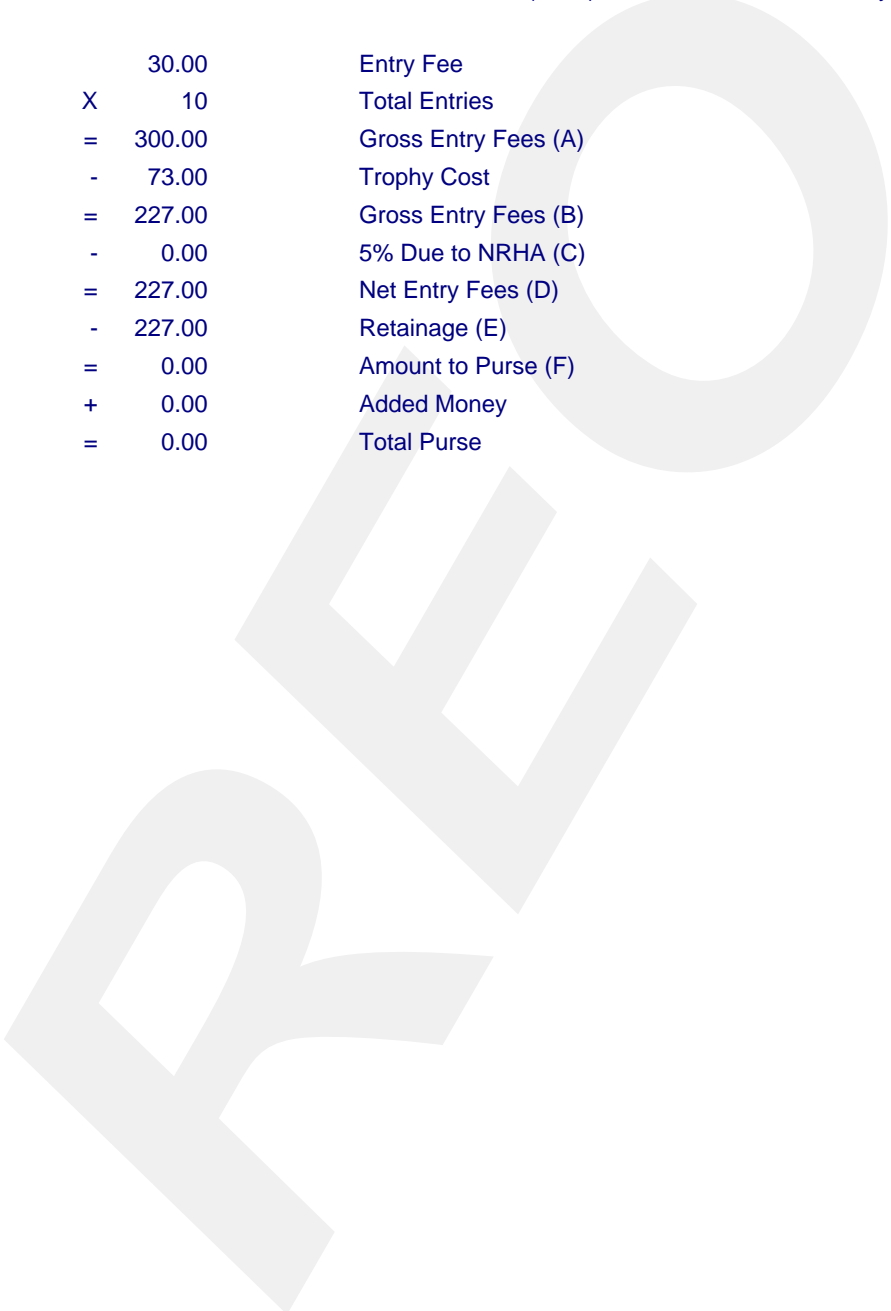 30.00 Entry Fee
X 10 Total Entries
= 300.00 Gross Entry Fees (A)
- 73.00 Trophy Cost
= 227.00 Gross Entry Fees (B)
- 0.00 5% Due to NRHA (C)
= 227.00 Net Entry Fees (D)
- 227.00 Retainage (E)
= 0.00 Amount to Purse (F)
+ 0.00 Added Money
= 0.00 Total Purse
REO